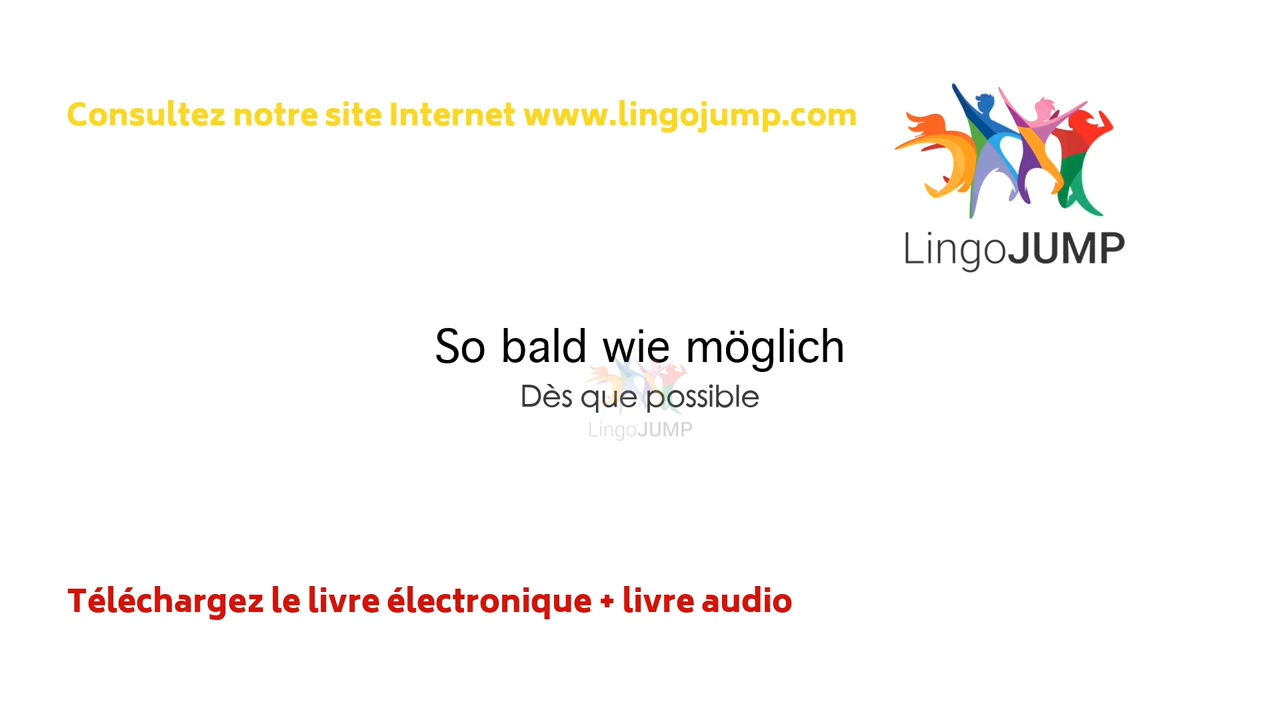 Consultez notre site Internet www.lingojump.com
LingoJUMP
So bald wie möglich
Dès que possible
LingoJUMP
Téléchargez le livre électronique + livre audio